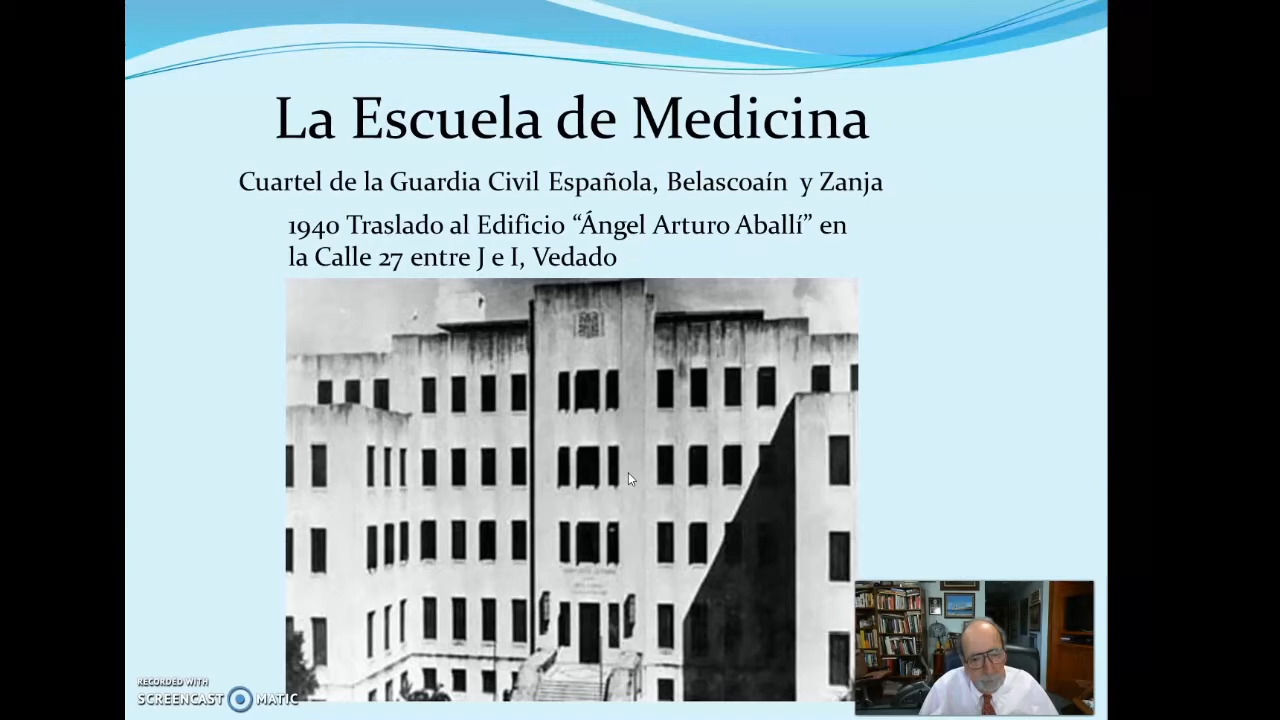 La Escuela de Medicina
Cuartel de la Guardia Civil Española, Belascoaín y Zanja
1940 Traslado al Edificio “Ángel Arturo Aballí” en
la Calle 27 entre J e I, Vedado
RECORDED WITH
SCREENCAST MATIC